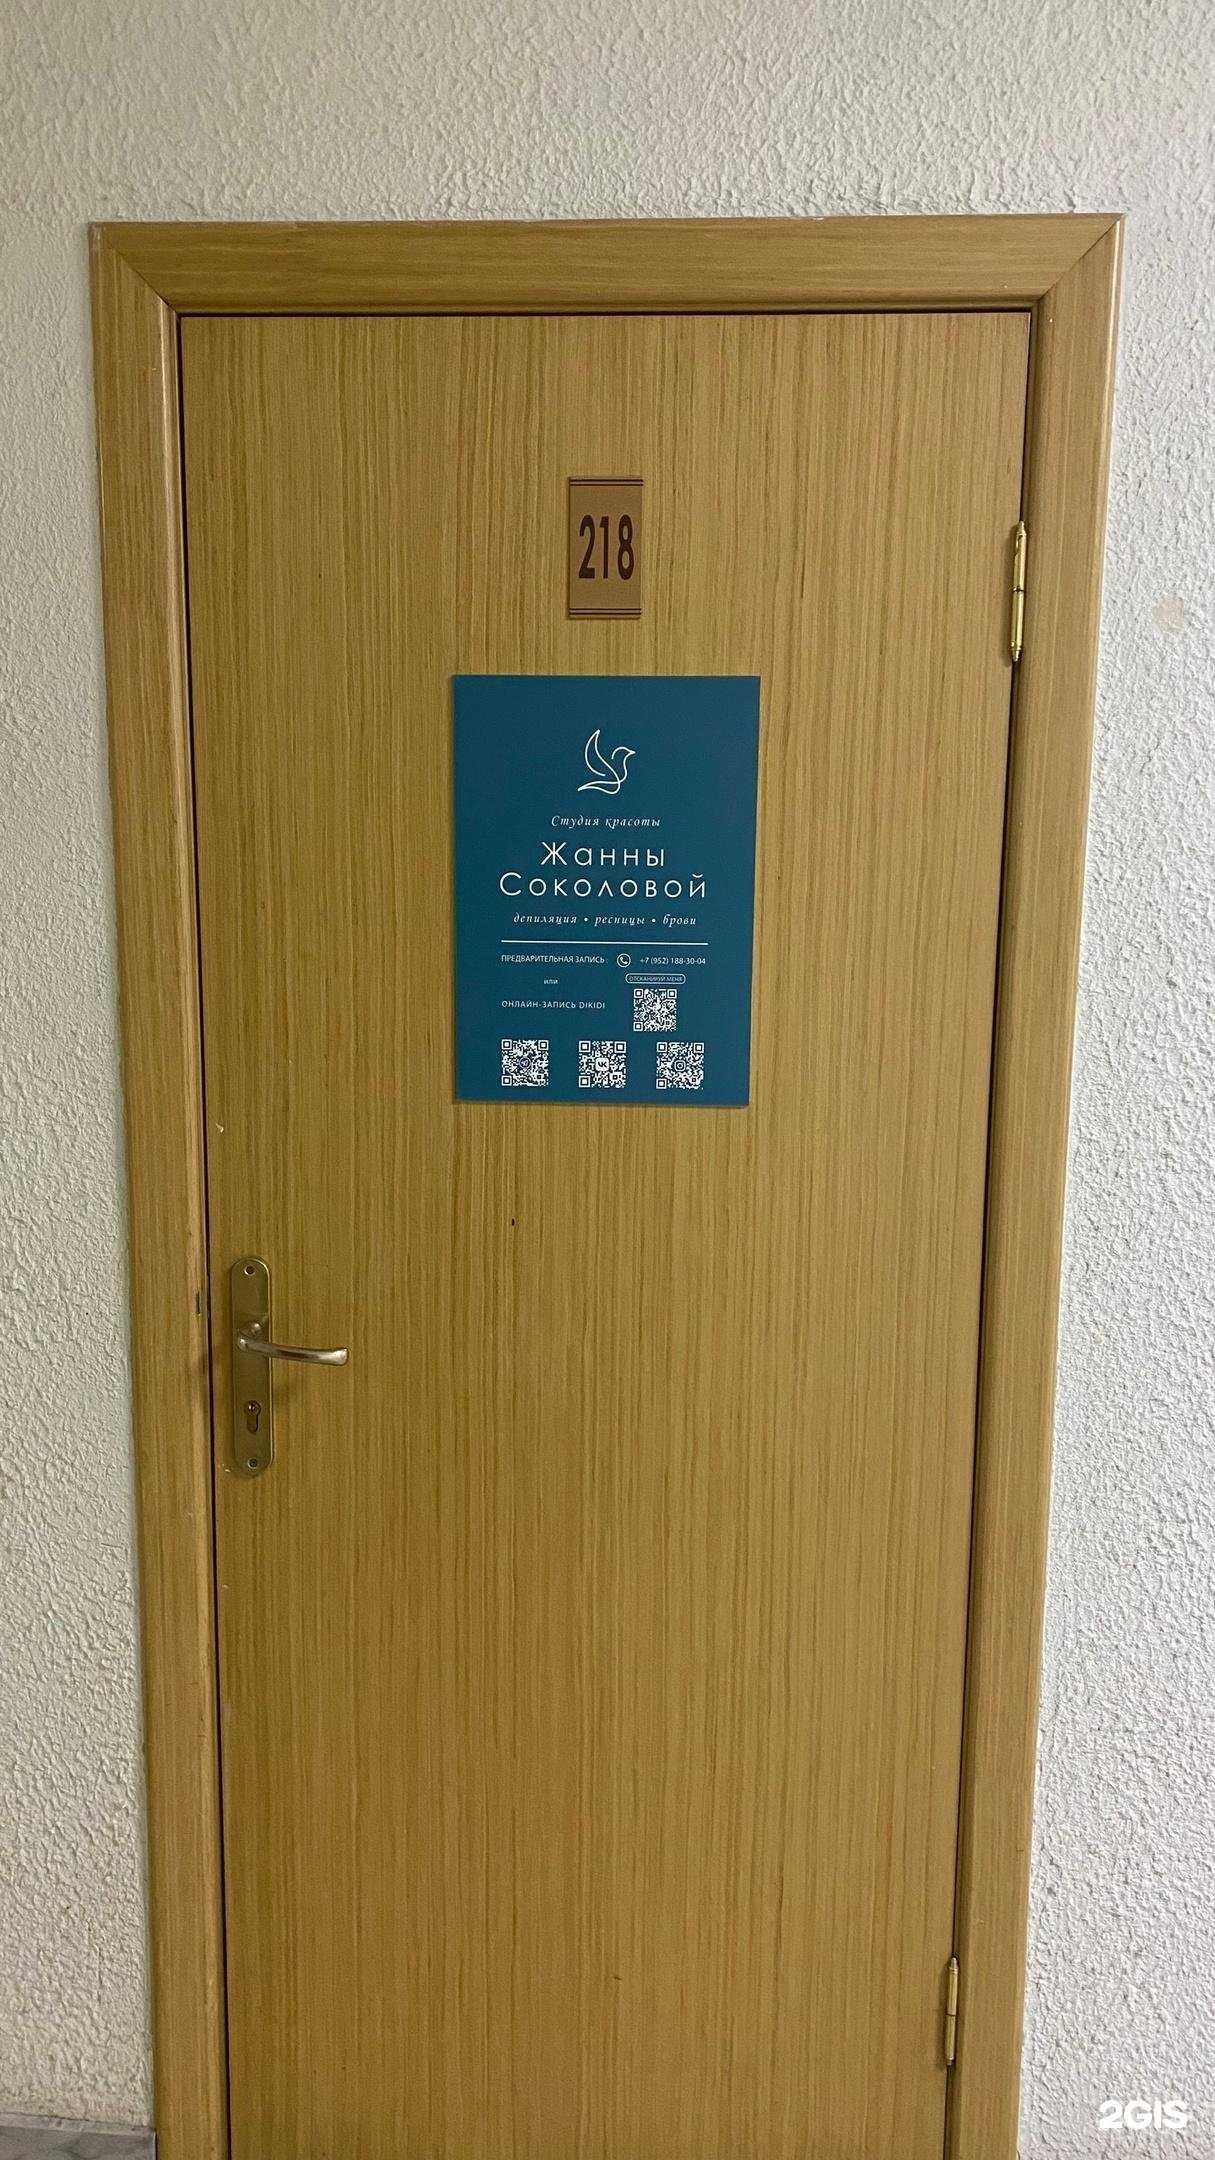 218
Студия красоты
Жанны
Соколовой
депиляция • ресницы • брови
ПРЕДВАРИТЕЛЬНАЯ ЗАПИСЬ: +7 (952) 188-30-04
или
ОТСКАНИРУЙ МЕНЯ
ОНЛАЙН-ЗАПИСЬ DIKIDI
2GIS